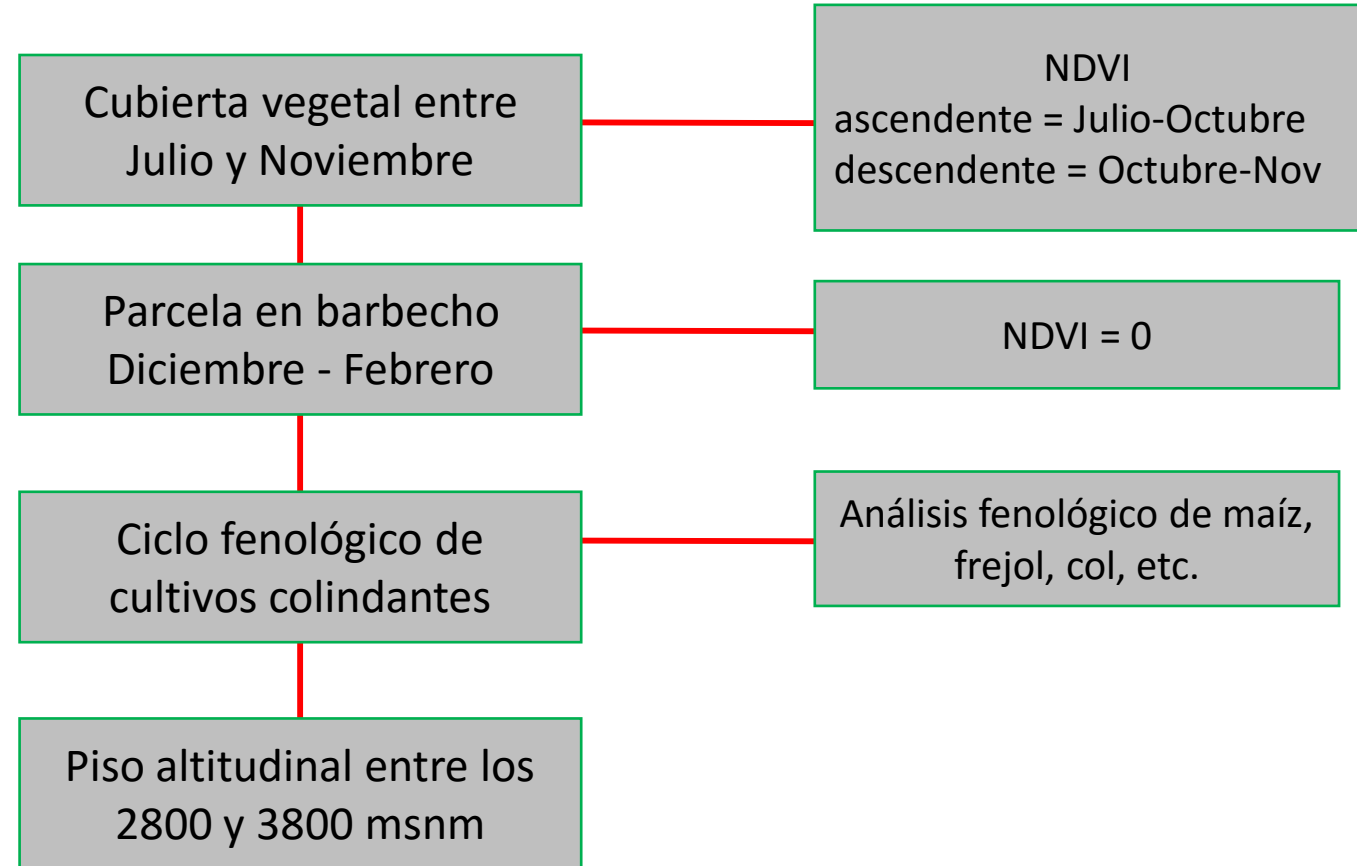 Cubierta vegetal entre
Julio y Noviembre
NDVI
ascendente = Julio-Octubre
descendente = Octubre-Nov
Parcela en barbecho
Diciembre - Febrero
NDVI = 0
Ciclo fenológico de
cultivos colindantes
Análisis fenológico de maíz,
frejol, col, etc.
Piso altitudinal entre los
2800 y 3800 msnm